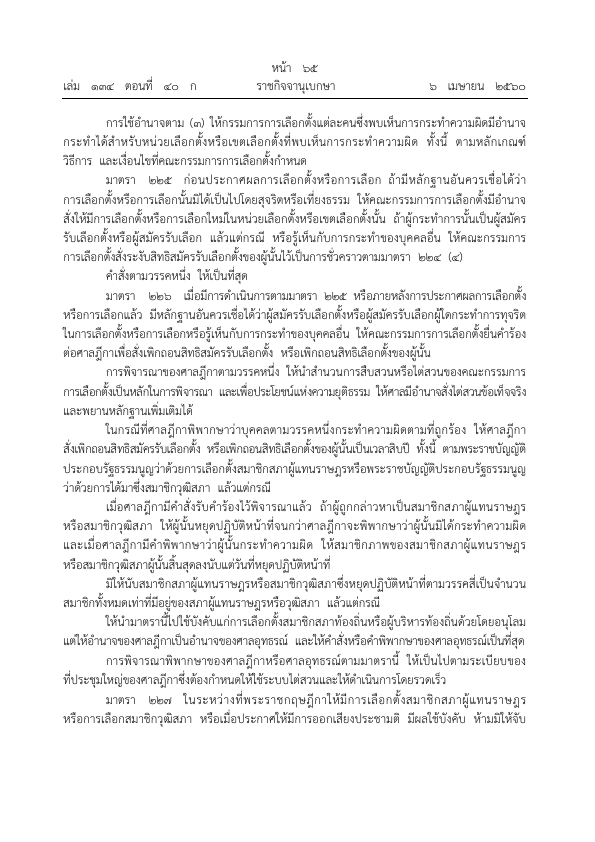 หน้า ๖๕
เล่ม ๑๓๔ ตอนที่ ๔๐ ก ราชกิจจานุเบกษา ๖ เมษายน ๒๕๖๐
การใช้อำนาจตาม (๓) ให้กรรมการการเลือกตั้งแต่ละคนซึ่งพบเห็นการกระทำความผิดมีอำนาจ
กระทำได้สำหรับหน่วยเลือกตั้งหรือเขตเลือกตั้งที่พบเห็นการกระทำความผิด ทั้งนี้ ตามหลักเกณฑ์
วิธีการ และเงื่อนไขที่คณะกรรมการการเลือกตั้งกำหนด
มาตรา ๒๒๕ ก่อนประกาศผลการเลือกตั้งหรือการเลือก ถ้ามีหลักฐานอันควรเชื่อได้ว่า
การเลือกตั้งหรือการเลือกนั้นมิได้เป็นไปโดยสุจริตหรือเที่ยงธรรม ให้คณะกรรมการการเลือกตั้งมีอำนาจ
สั่งให้มีการเลือกตั้งหรือการเลือกใหม่ในหน่วยเลือกตั้งหรือเขตเลือกตั้งนั้น ถ้าผู้กระทำการนั้นเป็นผู้สมัคร
รับเลือกตั้งหรือผู้สมัครรับเลือก แล้วแต่กรณี หรือรู้เห็นกับการกระทำของบุคคลอื่น ให้คณะกรรมการ
การเลือกตั้งสั่งระงับสิทธิสมัครรับเลือกตั้งของผู้นั้นไว้เป็นการชั่วคราวตามมาตรา ๒๒๔ (๔)
คำสั่งตามวรรคหนึ่ง ให้เป็นที่สุด
มาตรา ๒๒๖ เมื่อมีการดำเนินการตามมาตรา ๒๒๕ หรือภายหลังการประกาศผลการเลือกตั้ง
หรือการเลือกแล้ว มีหลักฐานอันควรเชื่อได้ว่าผู้สมัครรับเลือกตั้งหรือผู้สมัครรับเลือกผู้ใดกระทำการทุจริต
ในการเลือกตั้งหรือการเลือกหรือรู้เห็นกับการกระทำของบุคคลอื่น ให้คณะกรรมการการเลือกตั้งยื่นคำร้อง
ต่อศาลฎีกาเพื่อสั่งเพิกถอนสิทธิสมัครรับเลือกตั้ง หรือเพิกถอนสิทธิเลือกตั้งของผู้นั้น
การพิจารณาของศาลฎีกาตามวรรคหนึ่ง ให้นำสำนวนการสืบสวนหรือไต่สวนของคณะกรรมการ
การเลือกตั้งเป็นหลักในการพิจารณา และเพื่อประโยชน์แห่งความยุติธรรม ให้ศาลมีอำนาจสั่งไต่สวนข้อเท็จจริง
และพยานหลักฐานเพิ่มเติมได้
ในกรณีที่ศาลฎีกาพิพากษาว่าบุคคลตามวรรคหนึ่งกระทำความผิดตามที่ถูกร้อง ให้ศาลฎีกา
สั่งเพิกถอนสิทธิสมัครรับเลือกตั้ง หรือเพิกถอนสิทธิเลือกตั้งของผู้นั้นเป็นเวลาสิบปี ทั้งนี้ ตามพระราชบัญญัติ
ประกอบรัฐธรรมนูญว่าด้วยการเลือกตั้งสมาชิกสภาผู้แทนราษฎรหรือพระราชบัญญัติประกอบรัฐธรรมนูญ
ว่าด้วยการได้มาซึ่งสมาชิกวุฒิสภา แล้วแต่กรณี
เมื่อศาลฎีกามีคำสั่งรับคำร้องไว้พิจารณาแล้ว ถ้าผู้ถูกกล่าวหาเป็นสมาชิกสภาผู้แทนราษฎร
หรือสมาชิกวุฒิสภา ให้ผู้นั้นหยุดปฏิบัติหน้าที่จนกว่าศาลฎีกาจะพิพากษาว่าผู้นั้นมิได้กระทำความผิด
และเมื่อศาลฎีกามีคำพิพากษาว่าผู้นั้นกระทำความผิด ให้สมาชิกภาพของสมาชิกสภาผู้แทนราษฎร
หรือสมาชิกวุฒิสภาผู้นั้นสิ้นสุดลงนับแต่วันที่หยุดปฏิบัติหน้าที่
มิให้นับสมาชิกสภาผู้แทนราษฎรหรือสมาชิกวุฒิสภาซึ่งหยุดปฏิบัติหน้าที่ตามวรรคสี่เป็นจำนวน
สมาชิกทั้งหมดเท่าที่มีอยู่ของสภาผู้แทนราษฎรหรือวุฒิสภา แล้วแต่กรณี
ให้นำมาตรานี้ไปใช้บังคับแก่การเลือกตั้งสมาชิกสภาท้องถิ่นหรือผู้บริหารท้องถิ่นด้วยโดยอนุโลม
แต่ให้อำนาจของศาลฎีกาเป็นอำนาจของศาลอุทธรณ์ และให้คำสั่งหรือคำพิพากษาของศาลอุทธรณ์เป็นที่สุด
การพิจารณาพิพากษาของศาลฎีกาหรือศาลอุทธรณ์ตามมาตรานี้ ให้เป็นไปตามระเบียบของ
ที่ประชุมใหญ่ของศาลฎีกาซึ่งต้องกำหนดให้ใช้ระบบไต่สวนและให้ดำเนินการโดยรวดเร็ว
มาตรา ๒๒๗ ในระหว่างที่พระราชกฤษฎีกาให้มีการเลือกตั้งสมาชิกสภาผู้แทนราษฎร
หรือการเลือกสมาชิกวุฒิสภา หรือเมื่อประกาศให้มีการออกเสียงประชามติ มีผลใช้บังคับ ห้ามมิให้จับ